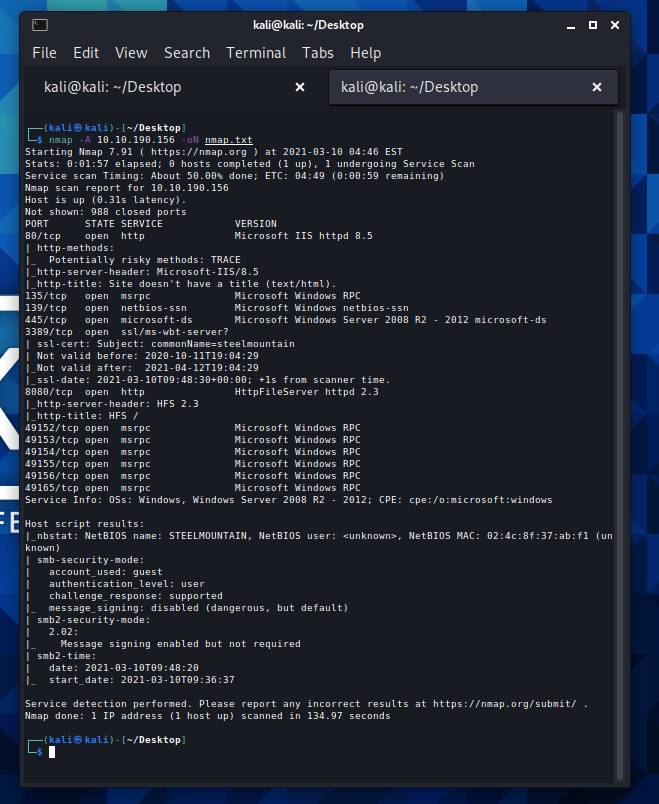 kali@kali: ~/Desktop
File Edit View Search Terminal Tabs Help
kali@kali: ~/Desktop
kali@kali: ~/Desktop
┌──(kali㉿kali)-[~/Desktop]
└─$ nmap -A 10.10.190.156 -oN nmap.txt
Starting Nmap 7.91 ( https://nmap.org ) at 2021-03-10 04:46 EST
Stats: 0:01:57 elapsed; 0 hosts completed (1 up), 1 undergoing Service Scan
Service scan Timing: About 50.00% done; ETC: 04:49 (0:00:59 remaining)
Nmap scan report for 10.10.190.156
Host is up (0.31s latency).
Not shown: 988 closed ports
PORT      STATE SERVICE            VERSION
80/tcp    open  http               Microsoft IIS httpd 8.5
| http-methods:
|_  Potentially risky methods: TRACE
|_http-server-header: Microsoft-IIS/8.5
|_http-title: Site doesn't have a title (text/html).
135/tcp   open  msrpc              Microsoft Windows RPC
139/tcp   open  netbios-ssn        Microsoft Windows netbios-ssn
445/tcp   open  microsoft-ds       Microsoft Windows Server 2008 R2 - 2012 microsoft-ds
3389/tcp  open  ssl/ms-wbt-server?
| ssl-cert: Subject: commonName=steelmountain
| Not valid before: 2020-10-11T19:04:29
|_Not valid after:  2021-04-12T19:04:29
|_ssl-date: 2021-03-10T09:48:30+00:00; +1s from scanner time.
8080/tcp  open  http               HttpFileServer httpd 2.3
|_http-server-header: HFS 2.3
|_http-title: HFS /
49152/tcp open  msrpc              Microsoft Windows RPC
49153/tcp open  msrpc              Microsoft Windows RPC
49154/tcp open  msrpc              Microsoft Windows RPC
49155/tcp open  msrpc              Microsoft Windows RPC
49156/tcp open  msrpc              Microsoft Windows RPC
49165/tcp open  msrpc              Microsoft Windows RPC
Service Info: OSs: Windows, Windows Server 2008 R2 - 2012; CPE: cpe:/o:microsoft:windows
Host script results:
|_nbstat: NetBIOS name: STEELMOUNTAIN, NetBIOS user: <unknown>, NetBIOS MAC: 02:4c:8f:37:ab:f1 (un
known)
| smb-security-mode:
|   account_used: guest
|   authentication_level: user
|   challenge_response: supported
|_  message_signing: disabled (dangerous, but default)
| smb2-security-mode:
|   2.02:
|_    Message signing enabled but not required
| smb2-time:
|   date: 2021-03-10T09:48:20
|_  start_date: 2021-03-10T09:36:37
Service detection performed. Please report any incorrect results at https://nmap.org/submit/ .
Nmap done: 1 IP address (1 host up) scanned in 134.97 seconds
┌──(kali㉿kali)-[~/Desktop]
└─$